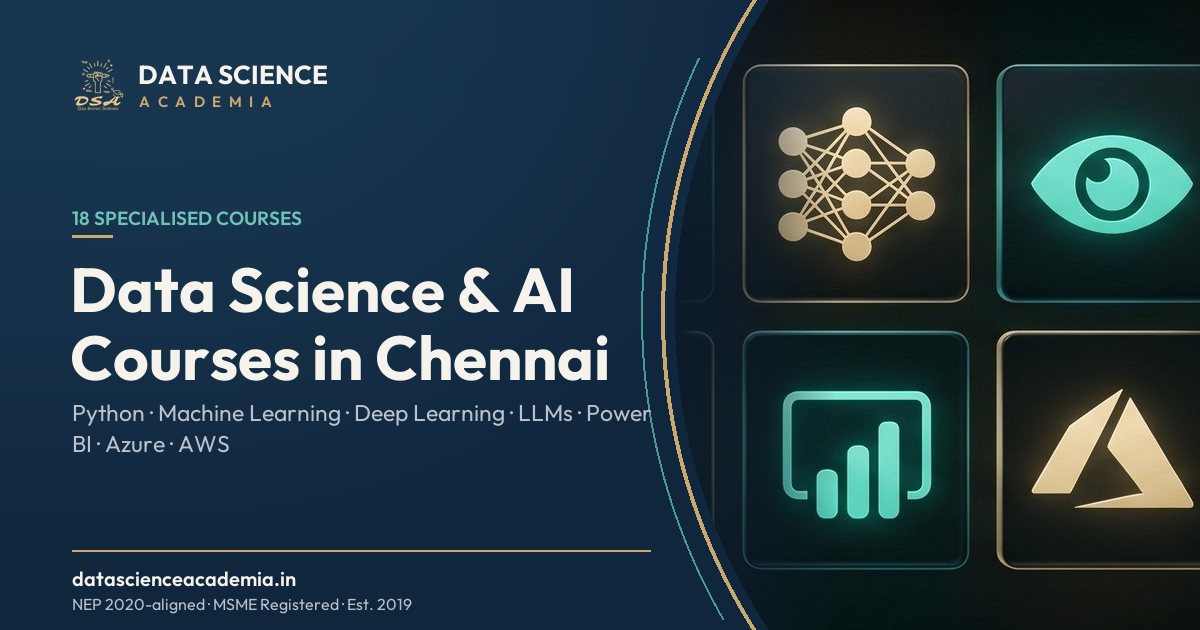 DSA
DATA SCIENCE
ACADEMIA
18 SPECIALISED COURSES
Data Science & AI
Courses in Chennai
Python · Machine Learning · Deep Learning · LLMs · Power
BI · Azure · AWS
datascienceacademia.in
NEP 2020-aligned · MSME Registered · Est. 2019